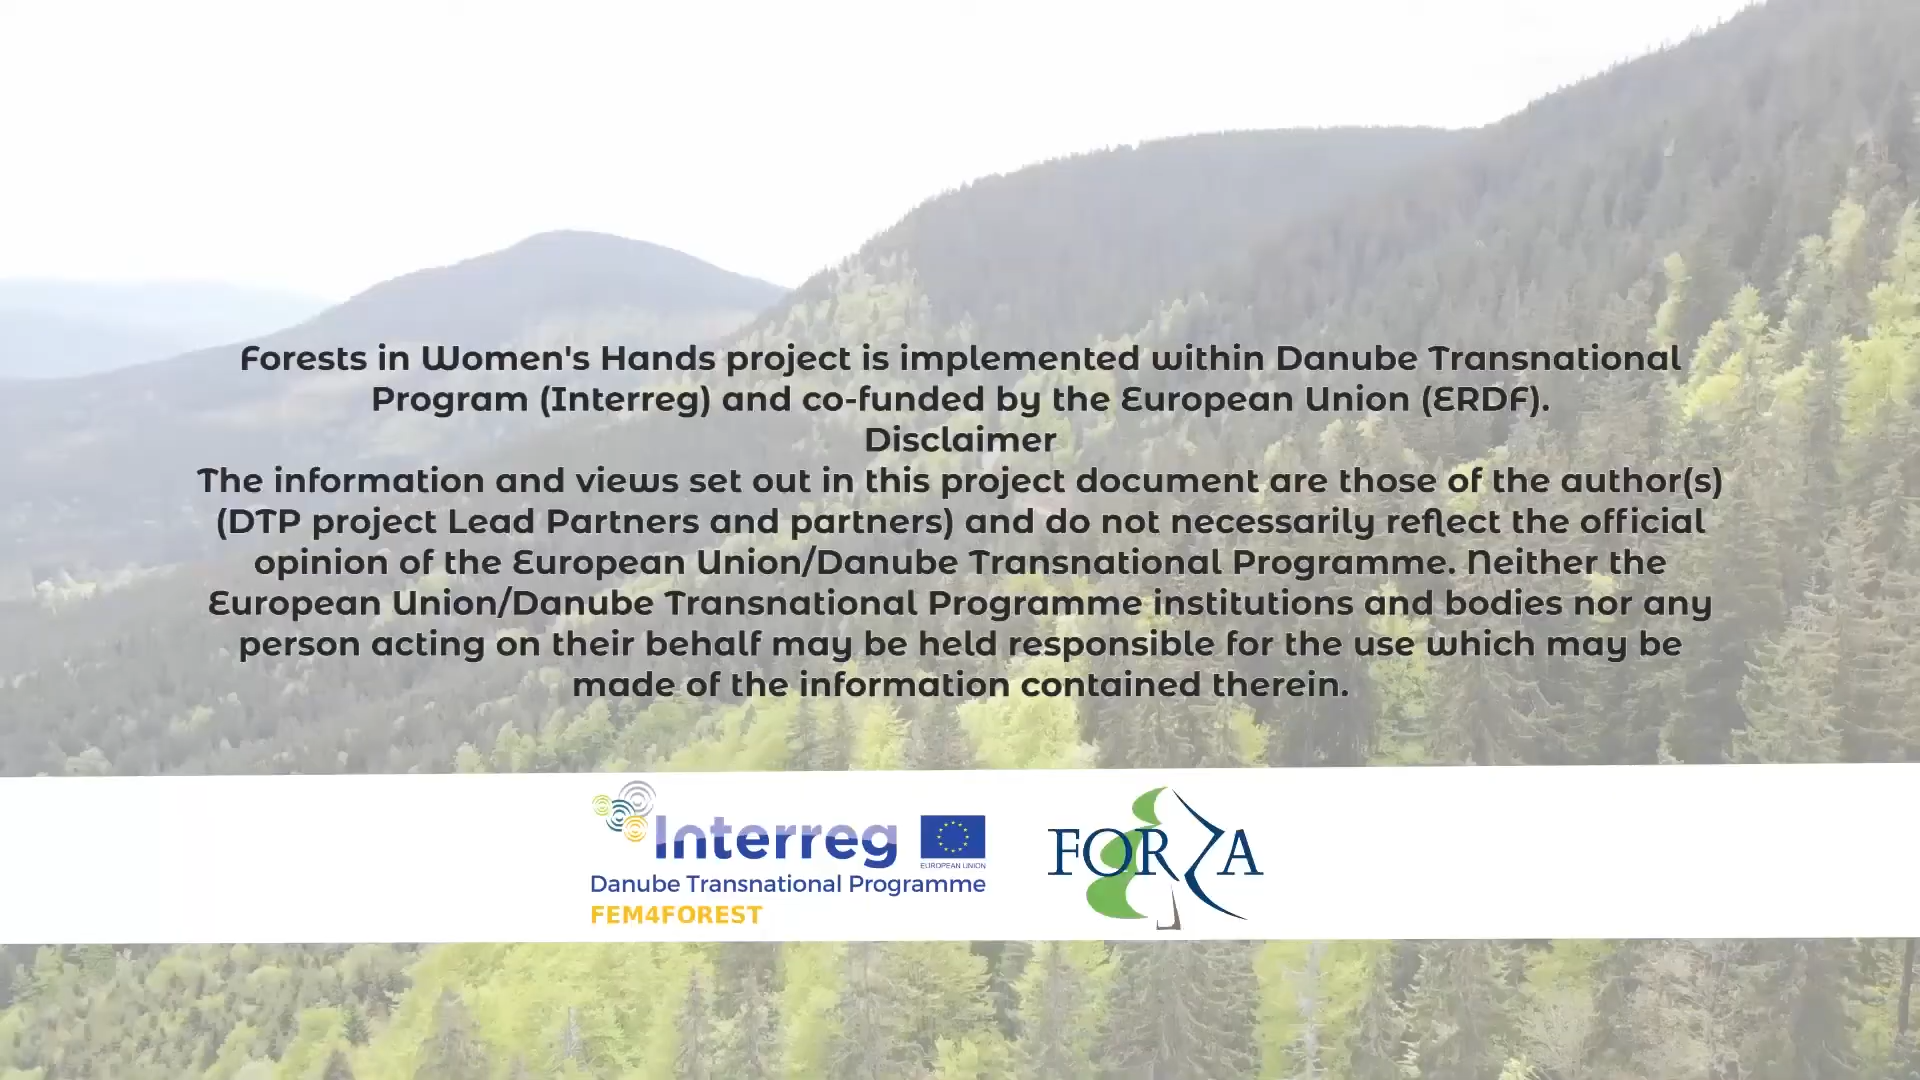 Forests in Women's Hands project is implemented within Danube Transnational
Program (Interreg) and co-funded by the European Union (ERDF).
Disclaimer
The information and views set out in this project document are those of the author(s)
(DTP project Lead Partners and partners) and do not necessarily reflect the official
opinion of the European Union/Danube Transnational Programme. Neither the
European Union/Danube Transnational Programme institutions and bodies nor any
person acting on their behalf may be held responsible for the use which may be
made of the information contained therein.
Interreg
EUROPEAN UNION
Danube Transnational Programme
FEM4FOREST
FORZA